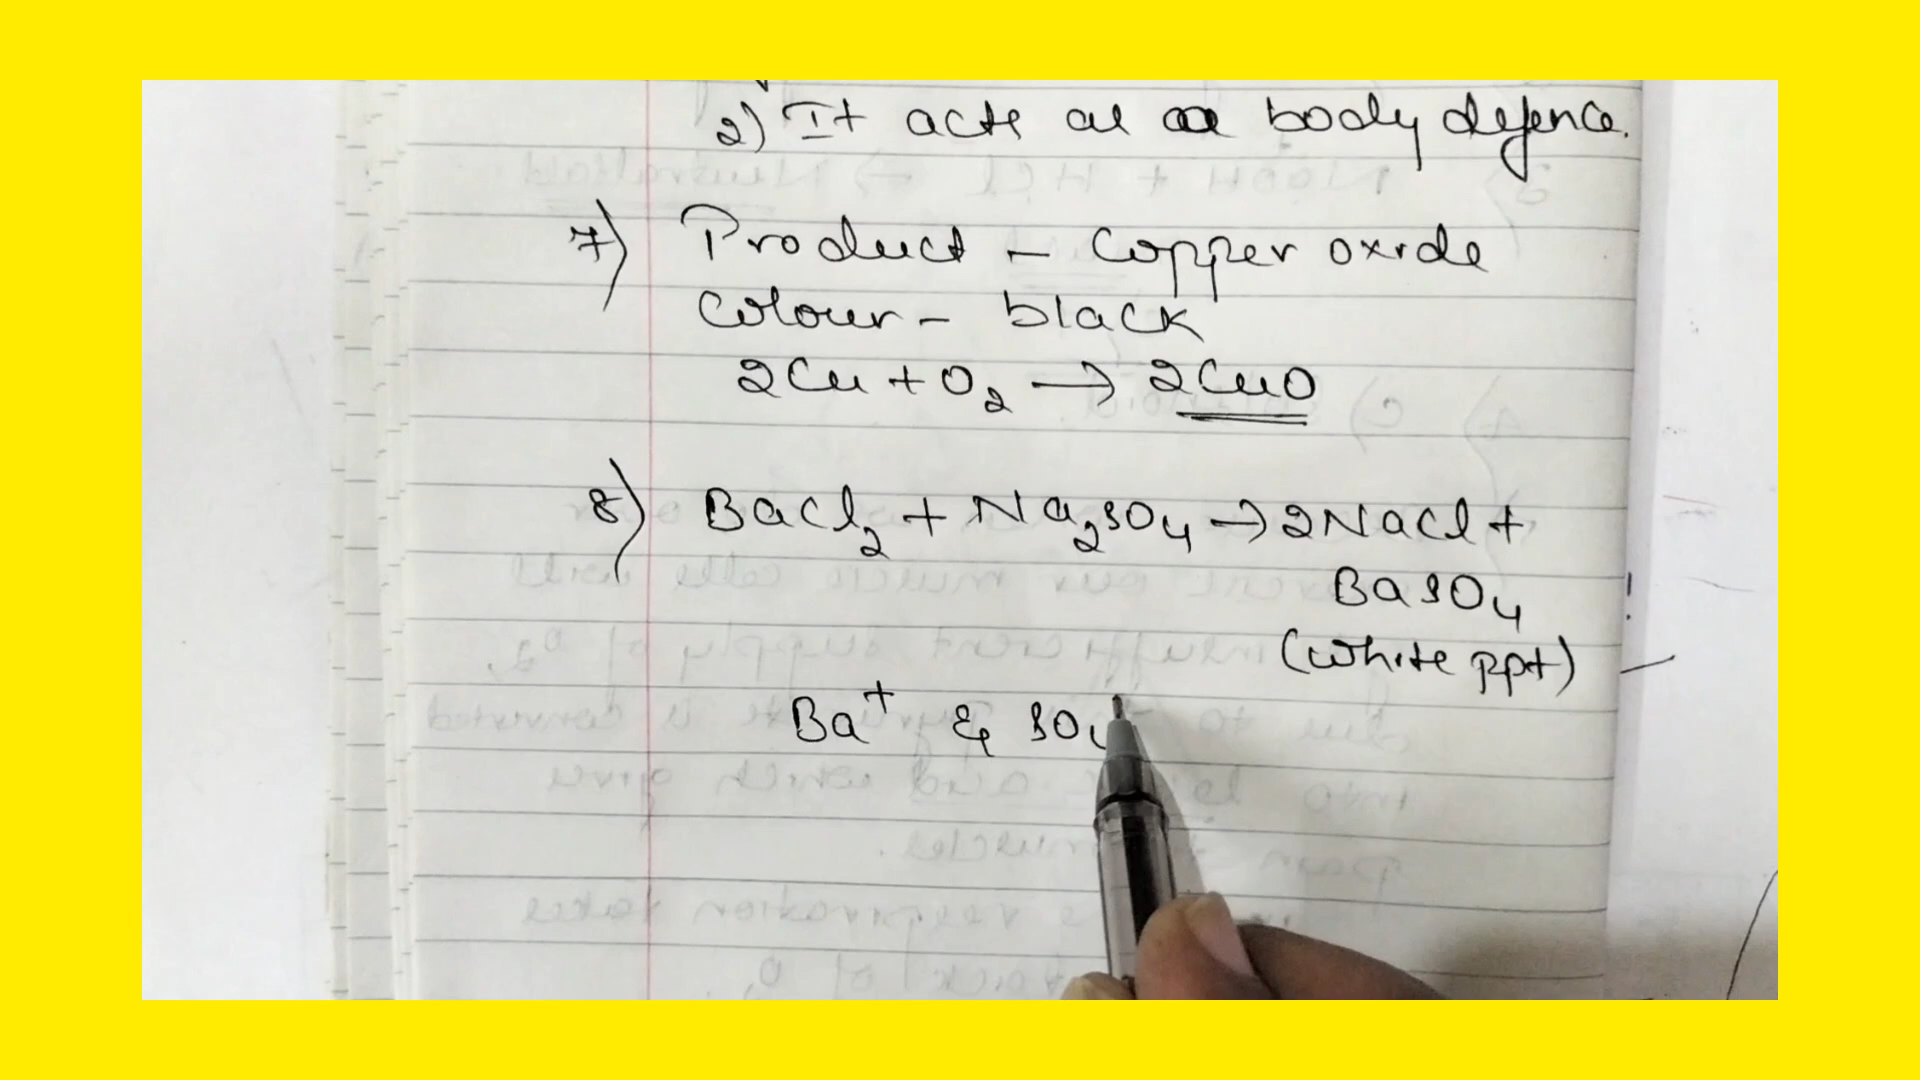 2) It acts as a body defence.
7) Product - Copper oxide
Colour - black
2Cu + O₂ → 2CuO
8) BaCl₂ + Na₂SO₄ → 2NaCl +
BaSO₄
(white ppt)
Ba⁺ & SO₄